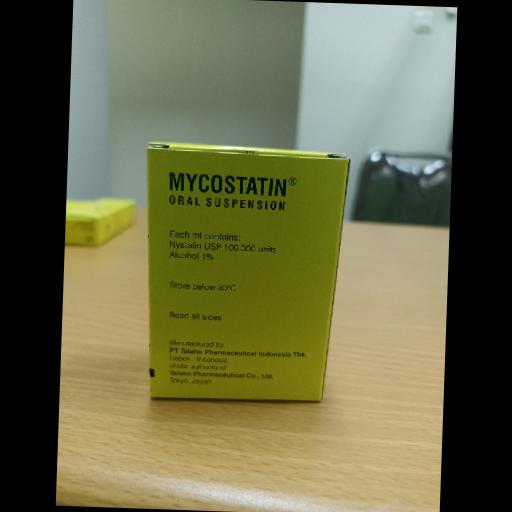 MYCOSTATIN®
ORAL SUSPENSION
Each ml contains:
Nystatin USP 100.000 units
Alcohol 1%
Store below 30°C
Read all sides
Manufactured by
PT Taisho Pharmaceutical Indonesia Tbk.
Depok - Indonesia
Under authority of
Taisho Pharmaceutical Co., Ltd.
Tokyo, Japan